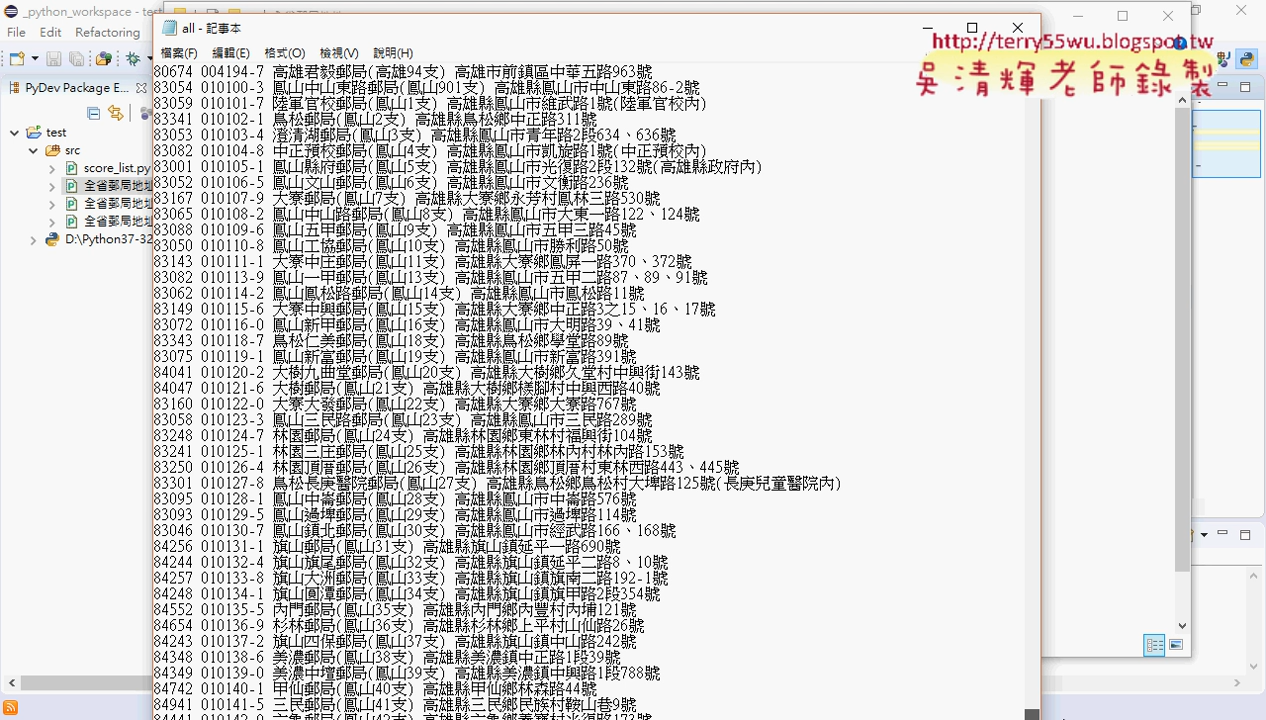 _python_workspace - test
File Edit Refactoring
PyDev Package E...
test
src
score_list.py
全省郵局地址
全省郵局地址
全省郵局地址
D:\Python37-32
all - 記事本
檔案(F) 編輯(E) 格式(O) 檢視(V) 說明(H)
http://terry55wu.blogspot.tw
吳清輝老師錄製
80674 004194-7 高雄君毅郵局(高雄94支) 高雄市前鎮區中華五路963號
83054 010100-3 鳳山中山東路郵局(鳳山901支) 高雄縣鳳山市中山東路86-2號
83059 010101-7 陸軍官校郵局(鳳山1支) 高雄縣鳳山市維武路1號(陸軍官校內)
83341 010102-1 鳥松郵局(鳳山2支) 高雄縣鳥松鄉中正路311號
83053 010103-4 澄清湖郵局(鳳山3支) 高雄縣鳳山市青年路2段634、636號
83082 010104-8 中正預校郵局(鳳山4支) 高雄縣鳳山市凱旋路1號(中正預校內)
83001 010105-1 鳳山縣府郵局(鳳山5支) 高雄縣鳳山市光復路2段132號(高雄縣政府內)
83052 010106-5 鳳山文山郵局(鳳山6支) 高雄縣鳳山市文衡路236號
83167 010107-9 大寮郵局(鳳山7支) 高雄縣大寮鄉永芳村鳳林三路530號
83065 010108-2 鳳山中山路郵局(鳳山8支) 高雄縣鳳山市大東一路122、124號
83088 010109-6 鳳山五甲郵局(鳳山9支) 高雄縣鳳山市五甲三路45號
83050 010110-8 鳳山工協郵局(鳳山10支) 高雄縣鳳山市勝利路50號
83143 010111-1 大寮中庄郵局(鳳山11支) 高雄縣大寮鄉鳳屏一路370、372號
83082 010113-9 鳳山一甲郵局(鳳山13支) 高雄縣鳳山市五甲二路87、89、91號
83062 010114-2 鳳山鳳松路郵局(鳳山14支) 高雄縣鳳山市鳳松路11號
83149 010115-6 大寮中興郵局(鳳山15支) 高雄縣大寮鄉中正路3之15、16、17號
83072 010116-0 鳳山新甲郵局(鳳山16支) 高雄縣鳳山市大明路39、41號
83343 010118-7 鳥松仁美郵局(鳳山18支) 高雄縣鳥松鄉學堂路89號
83075 010119-1 鳳山新富郵局(鳳山19支) 高雄縣鳳山市新富路391號
84041 010120-2 大樹九曲堂郵局(鳳山20支) 高雄縣大樹鄉久堂村中興街143號
84047 010121-6 大樹郵局(鳳山21支) 高雄縣大樹鄉樣腳村中興西路40號
83160 010122-0 大寮大發郵局(鳳山22支) 高雄縣大寮鄉大寮路767號
83058 010123-3 鳳山三民路郵局(鳳山23支) 高雄縣鳳山市三民路289號
83248 010124-7 林園郵局(鳳山24支) 高雄縣林園鄉東林村福興街104號
83241 010125-1 林園三庄郵局(鳳山25支) 高雄縣林園鄉林內村林內路153號
83250 010126-4 林園頂厝郵局(鳳山26支) 高雄縣林園鄉頂厝村東林西路443、445號
83301 010127-8 鳥松長庚醫院郵局(鳳山27支) 高雄縣鳥松鄉鳥松村大埤路125號(長庚兒童醫院內)
83095 010128-1 鳳山中崙郵局(鳳山28支) 高雄縣鳳山市中崙路576號
83093 010129-5 鳳山過埤郵局(鳳山29支) 高雄縣鳳山市過埤路114號
83046 010130-7 鳳山鎮北郵局(鳳山30支) 高雄縣鳳山市經武路166、168號
84256 010131-1 旗山郵局(鳳山31支) 高雄縣旗山鎮延平一路690號
84244 010132-4 旗山旗尾郵局(鳳山32支) 高雄縣旗山鎮延平二路8、10號
84257 010133-8 旗山大洲郵局(鳳山33支) 高雄縣旗山鎮旗南二路192-1號
84248 010134-1 旗山圓潭郵局(鳳山34支) 高雄縣旗山鎮旗甲路2段354號
84552 010135-5 內門郵局(鳳山35支) 高雄縣內門鄉內豐村內埔121號
84654 010136-9 杉林郵局(鳳山36支) 高雄縣杉林鄉上平村山仙路26號
84243 010137-2 旗山四保郵局(鳳山37支) 高雄縣旗山鎮中山路242號
84348 010138-6 美濃郵局(鳳山38支) 高雄縣美濃鎮中正路1段39號
84349 010139-0 美濃中壇郵局(鳳山39支) 高雄縣美濃鎮中興路1段788號
84742 010140-1 甲仙郵局(鳳山40支) 高雄縣甲仙鄉林森路44號
84941 010141-5 三民郵局(鳳山41支) 高雄縣三民鄉民族村鞍山巷9號